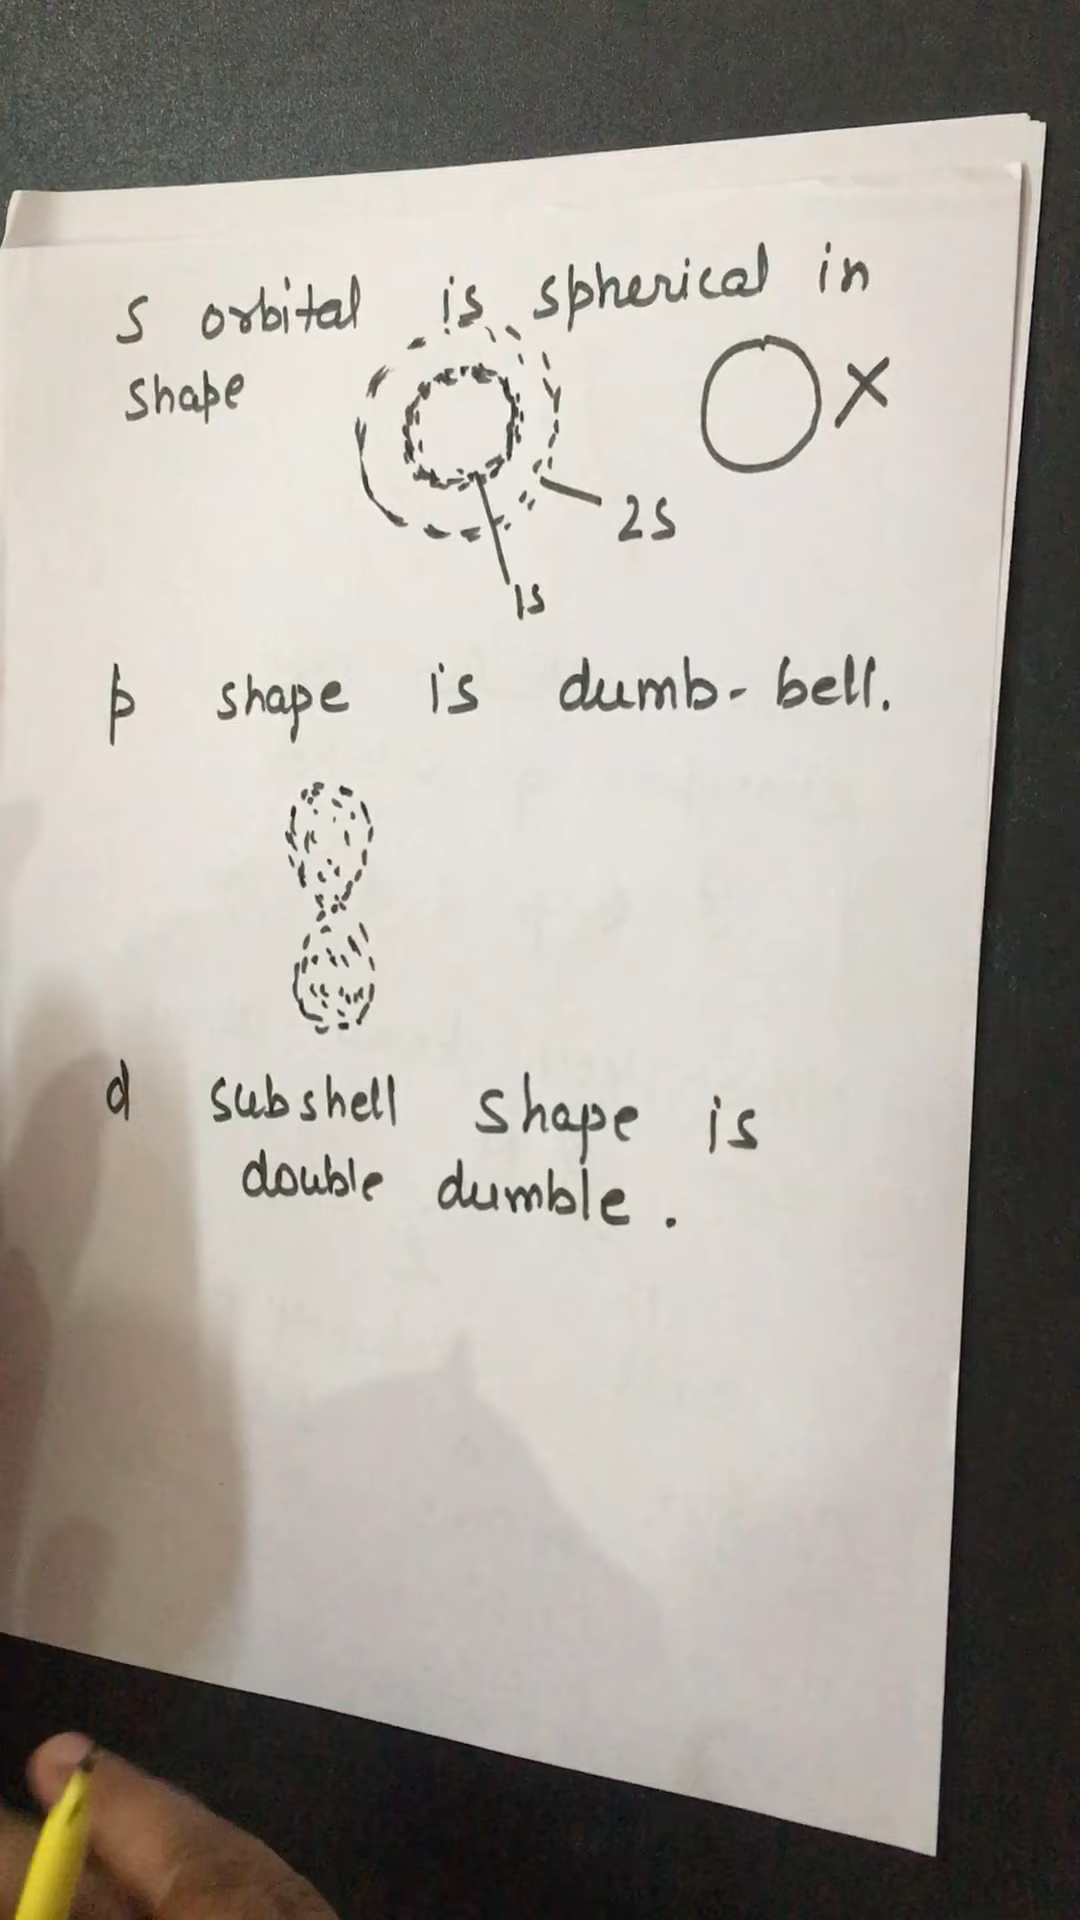 s orbital is spherical in
shape
X
2s
1s
p shape is dumb-bell.
d subshell shape is
double dumble.